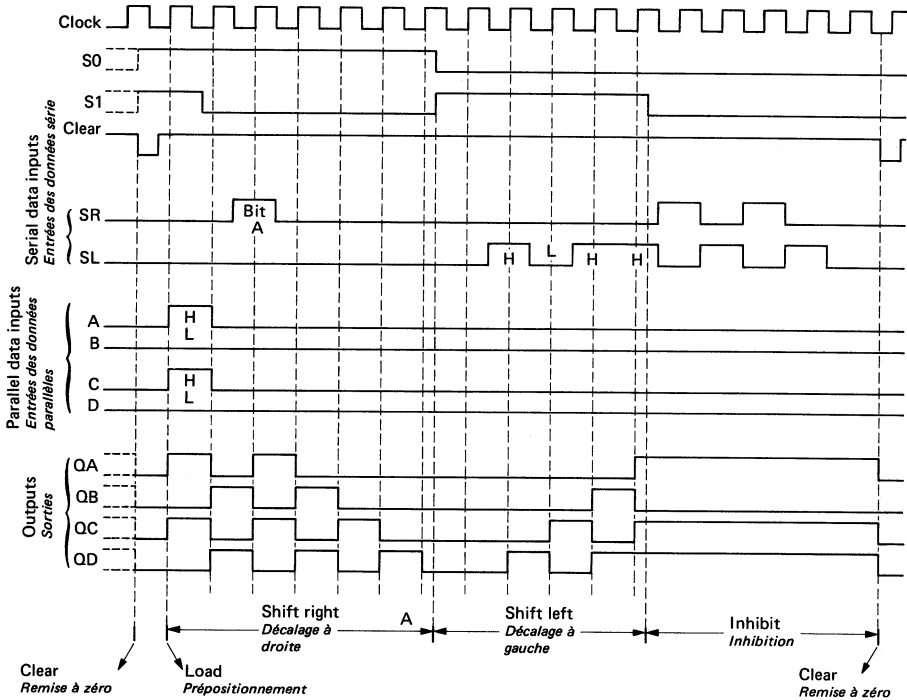 Clock
S0
S1
Clear
Serial data inputs
Entrées des données série
SR
Bit
A
SL
H
L
H
H
Parallel data inputs
Entrées des données
parallèles
A
H
L
B
C
H
L
D
Outputs
Sorties
QA
QB
QC
QD
Shift right
Décalage à
droite
A
Shift left
Décalage à
gauche
Inhibit
Inhibition
Clear
Remise à zéro
Load
Prépositionnement
Clear
Remise à zéro